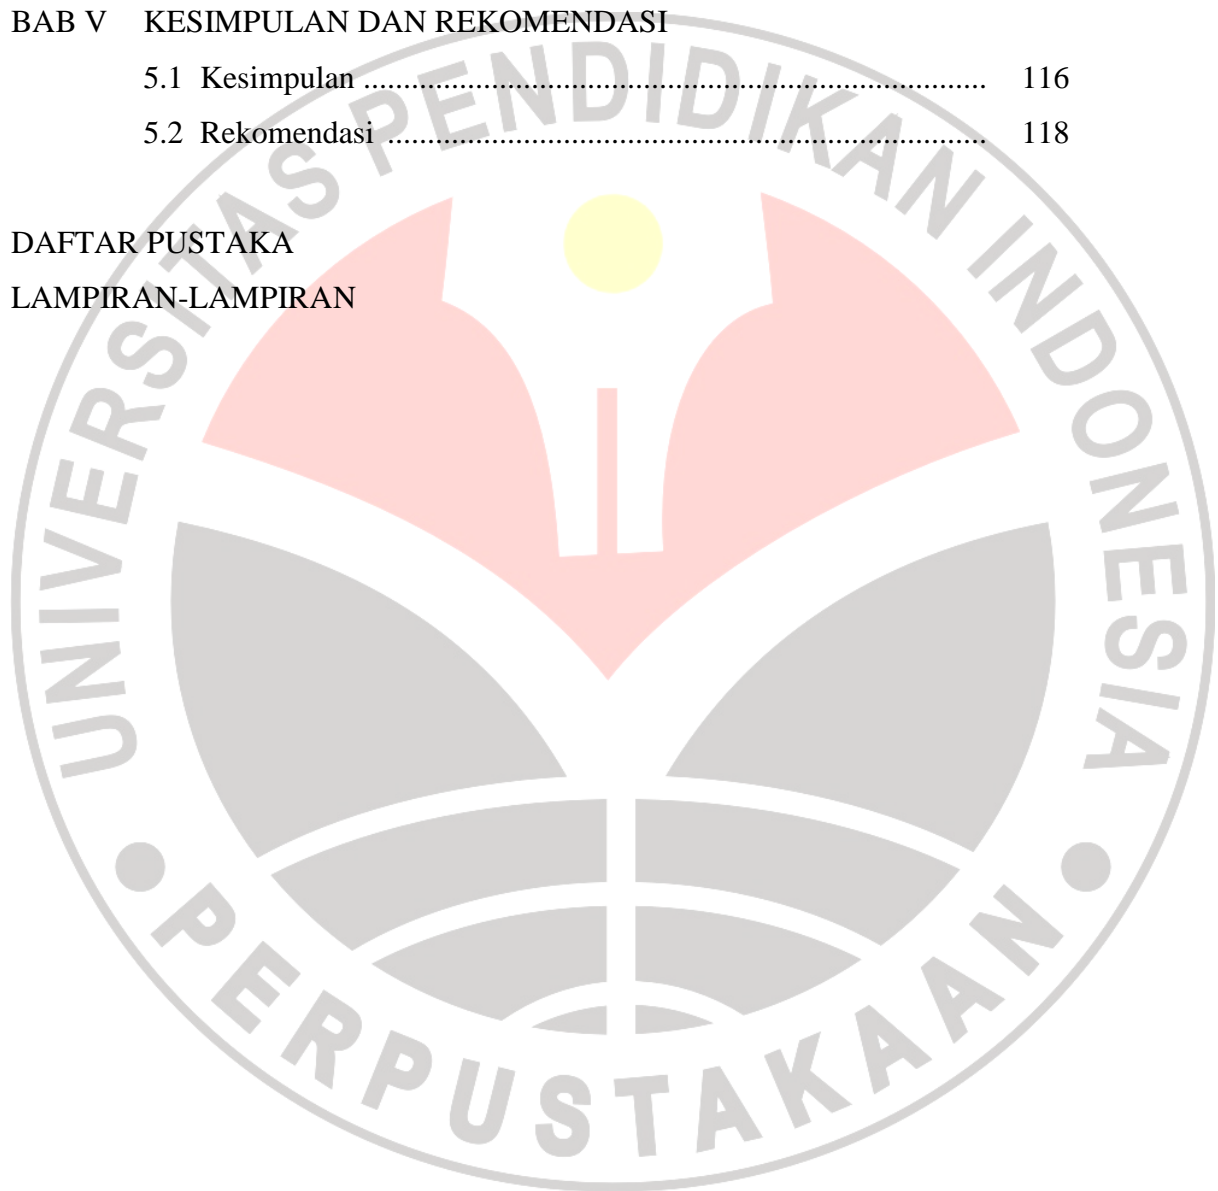 BAB V KESIMPULAN DAN REKOMENDASI
5.1 Kesimpulan .............................................................................. 116
5.2 Rekomendasi ........................................................................... 118
DAFTAR PUSTAKA
LAMPIRAN-LAMPIRAN
UNIVERSITAS PENDIDIKAN INDONESIA
PERPUSTAKAAN